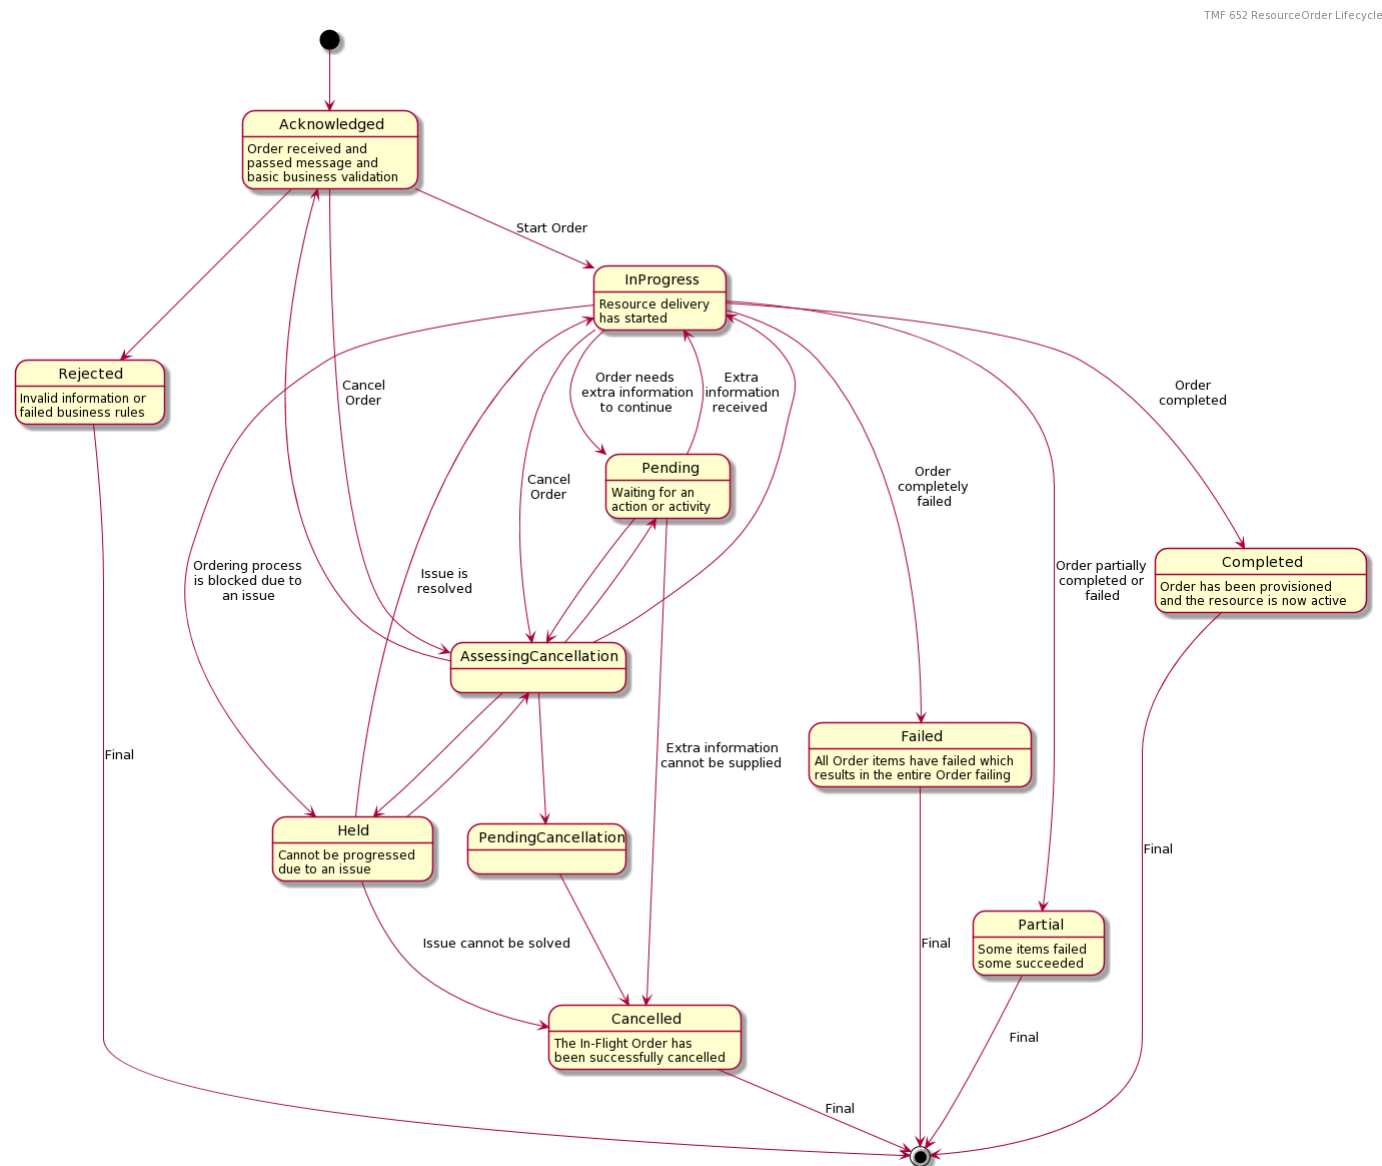 TMF 652 ResourceOrder Lifecycle
Acknowledged
Order received and
passed message and
basic business validation
Start Order
InProgress
Resource delivery
has started
Rejected
Invalid information or
failed business rules
Cancel
Order
Order needs
extra information
to continue
Extra
information
received
Order
completed
Pending
Waiting for an
action or activity
Cancel
Order
Order
completely
failed
Ordering process
is blocked due to
an issue
Issue is
resolved
Order partially
completed or
failed
Completed
Order has been provisioned
and the resource is now active
AssessingCancellation
Final
Extra information
cannot be supplied
Failed
All Order items have failed which
results in the entire Order failing
Held
Cannot be progressed
due to an issue
PendingCancellation
Final
Issue cannot be solved
Final
Partial
Some items failed
some succeeded
Cancelled
The In-Flight Order has
been successfully cancelled
Final
Final